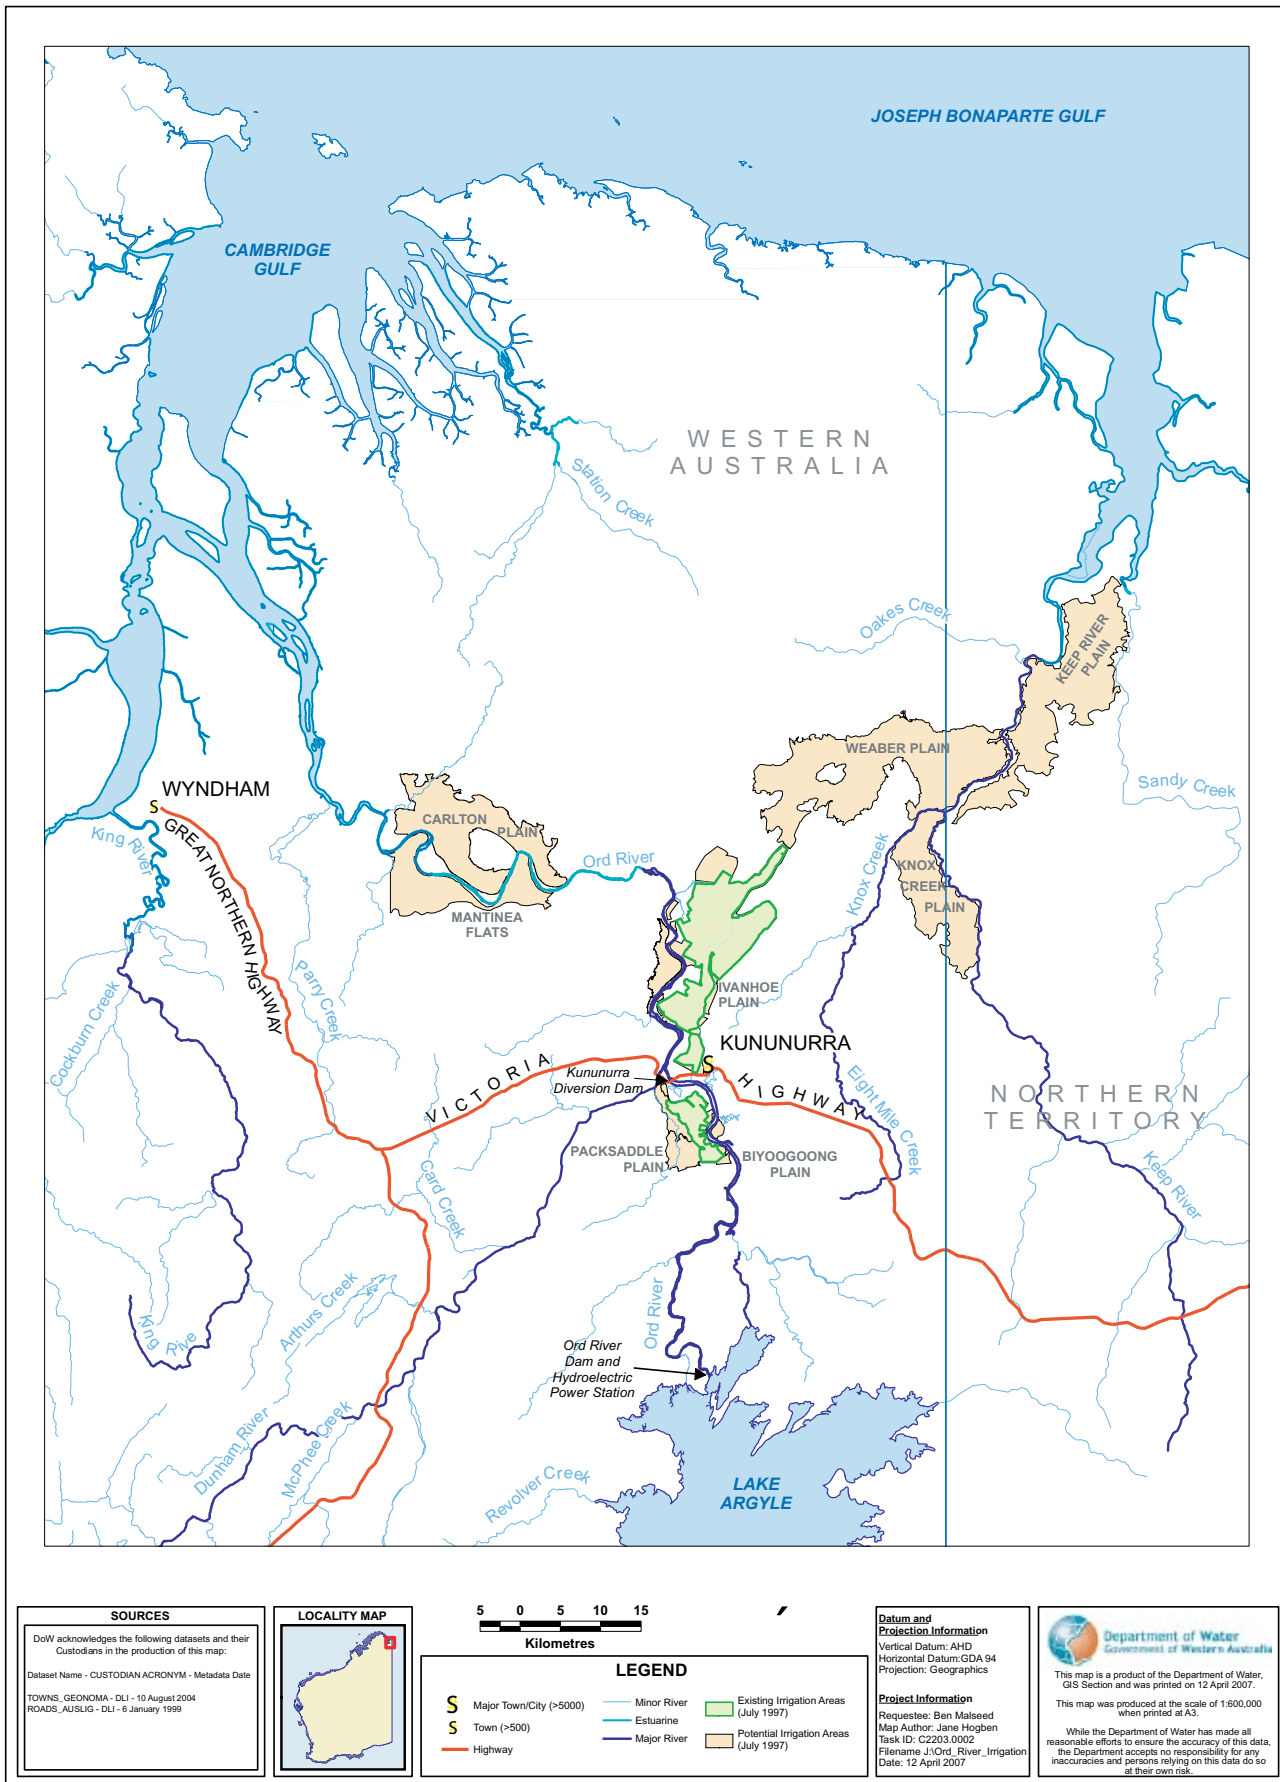 JOSEPH BONAPARTE GULF
CAMBRIDGE
GULF
WESTERN
AUSTRALIA
Station Creek
Oakes Creek
KEEP RIVER
PLAIN
WEABER PLAIN
Sandy Creek
WYNDHAM
S
King River
GREAT NORTHERN HIGHWAY
CARLTON
PLAIN
Ord River
MANTINEA
FLATS
Knox Creek
KNOX
CREEK
PLAIN
Parry Creek
Cockburn Creek
IVANHOE
PLAIN
KUNUNURRA
S
VICTORIA
HIGHWAY
Kununurra
Diversion Dam
Eight Mile Creek
NORTHERN
TERRITORY
PACKSADDLE
PLAIN
BIYOOGOONG
PLAIN
Card Creek
Keep River
King Rive
Arthurs Creek
Ord River
Ord River
Dam and
Hydroelectric
Power Station
Dunham River
McPhee Creek
Revolver Creek
LAKE
ARGYLE
SOURCES
DoW acknowledges the following datasets and their
Custodians in the production of this map:
Dataset Name - CUSTODIAN ACRONYM - Metadata Date
TOWNS_GEONOMA - DLI - 10 August 2004
ROADS_AUSLIG - DLI - 6 January 1999
LOCALITY MAP
5 0 5 10 15
Kilometres
LEGEND
S Major Town/City (>5000)
S Town (>500)
Highway
Minor River
Estuarine
Major River
Existing Irrigation Areas
(July 1997)
Potential Irrigation Areas
(July 1997)
Datum and
Projection Information
Vertical Datum: AHD
Horizontal Datum:GDA 94
Projection: Geographics
Project Information
Requestee: Ben Malseed
Map Author: Jane Hogben
Task ID: C2203.0002
Filename J:\Ord_River_Irrigation
Date: 12 April 2007
Department of Water
Government of Western Australia
This map is a product of the Department of Water,
GIS Section and was printed on 12 April 2007.
This map was produced at the scale of 1:600,000
when printed at A3.
While the Department of Water has made all
reasonable efforts to ensure the accuracy of this data,
the Department accepts no responsibility for any
inaccuracies and persons relying on this data do so
at their own risk.